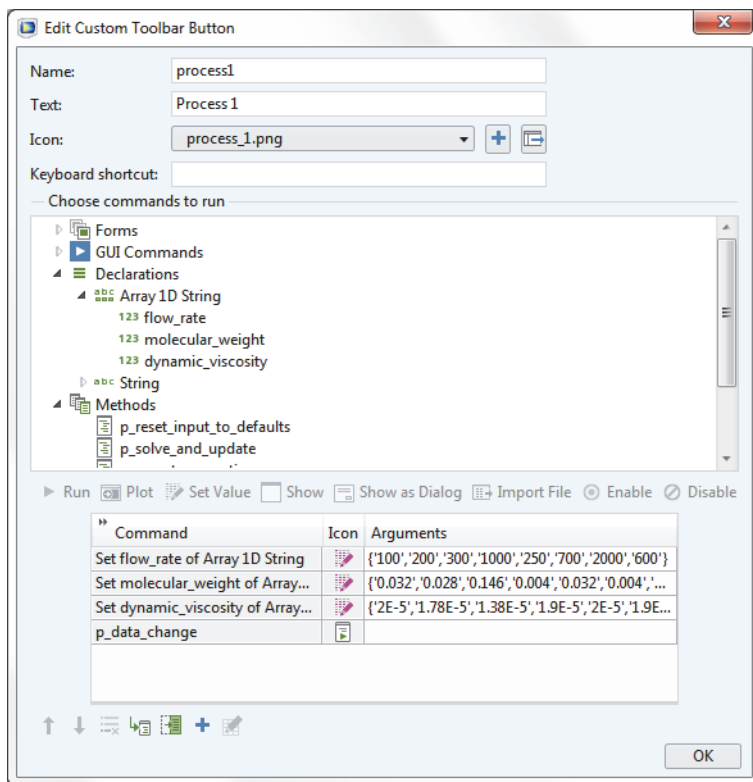 Edit Custom Toolbar Button
Name: process1
Text: Process 1
Icon: process_1.png
Keyboard shortcut:
Choose commands to run
Forms
GUI Commands
Declarations
abc Array 1D String
123 flow_rate
123 molecular_weight
123 dynamic_viscosity
abc String
Methods
p_reset_input_to_defaults
p_solve_and_update
Run Plot Set Value Show Show as Dialog Import File Enable Disable
Command Icon Arguments
Set flow_rate of Array 1D String {'100','200','300','1000','250','700','2000','600'}
Set molecular_weight of Array... {'0.032','0.028','0.146','0.004','0.032','0.004','...
Set dynamic_viscosity of Array... {'2E-5','1.78E-5','1.38E-5','1.9E-5','2E-5','1.9E...
p_data_change
OK